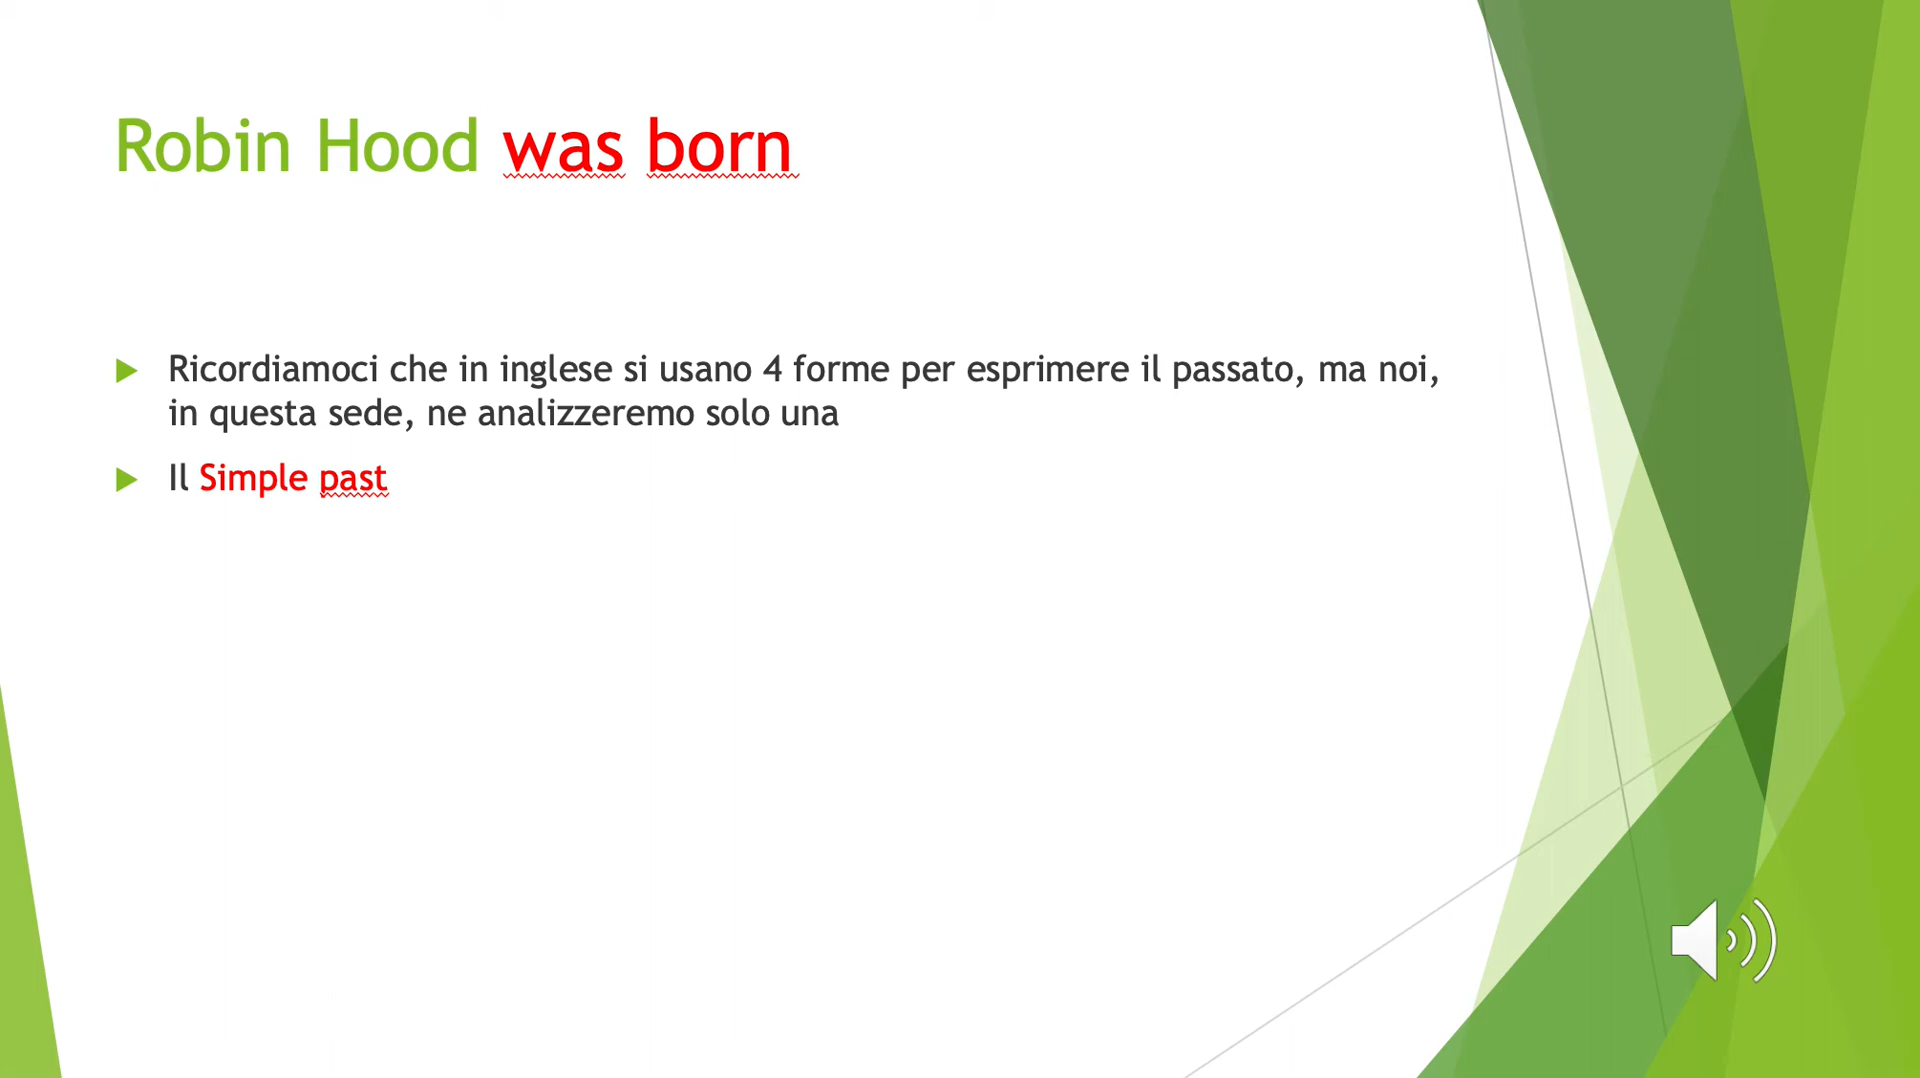 Robin Hood was born
Ricordiamoci che in inglese si usano 4 forme per esprimere il passato, ma noi,
in questa sede, ne analizzeremo solo una
Il Simple past